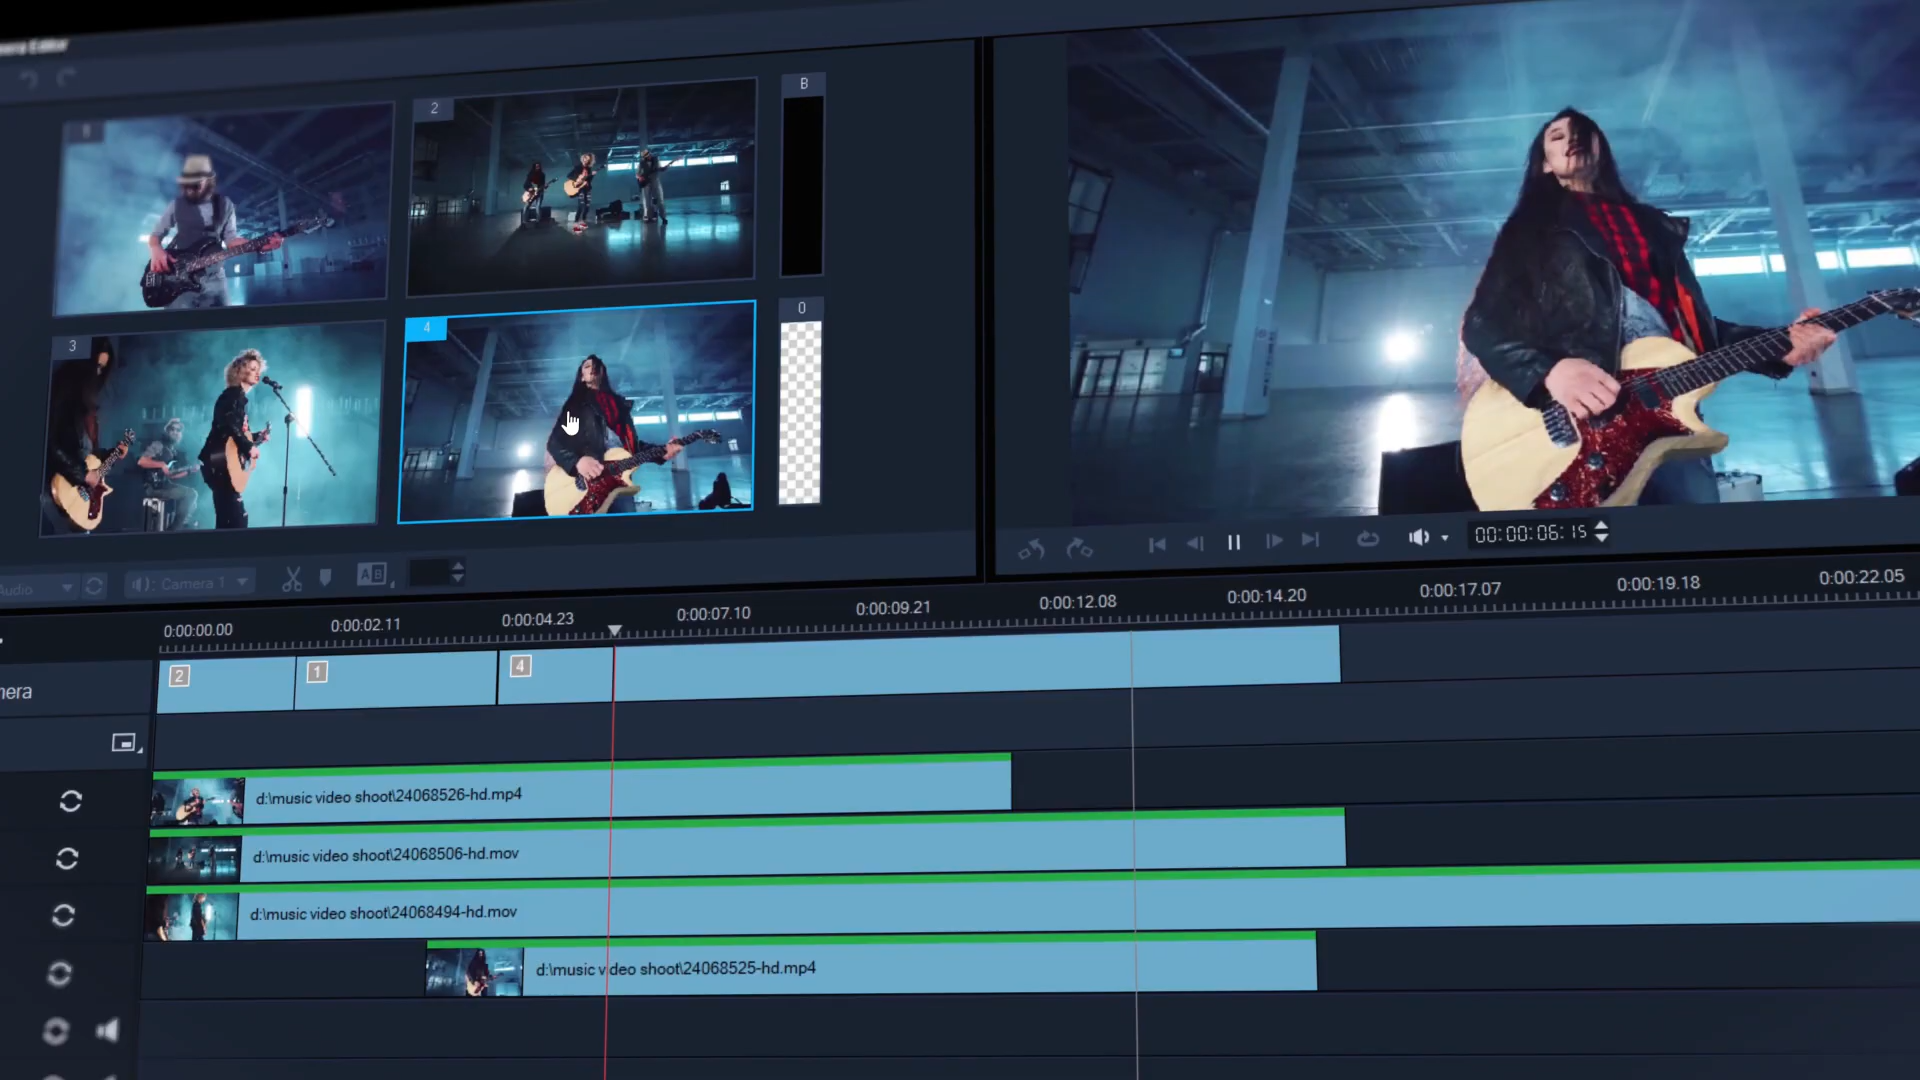 Editor
1
2
B
3
4
0
Audio
Camera 1
AB
00:00:06:15
0:00:00.00
0:00:02.11
0:00:04.23
0:00:07.10
0:00:09.21
0:00:12.08
0:00:14.20
0:00:17.07
0:00:19.18
0:00:22.05
2
1
4
mera
d:\music video shoot\24068526-hd.mp4
d:\music video shoot\24068506-hd.mov
d:\music video shoot\24068494-hd.mov
d:\music video shoot\24068525-hd.mp4